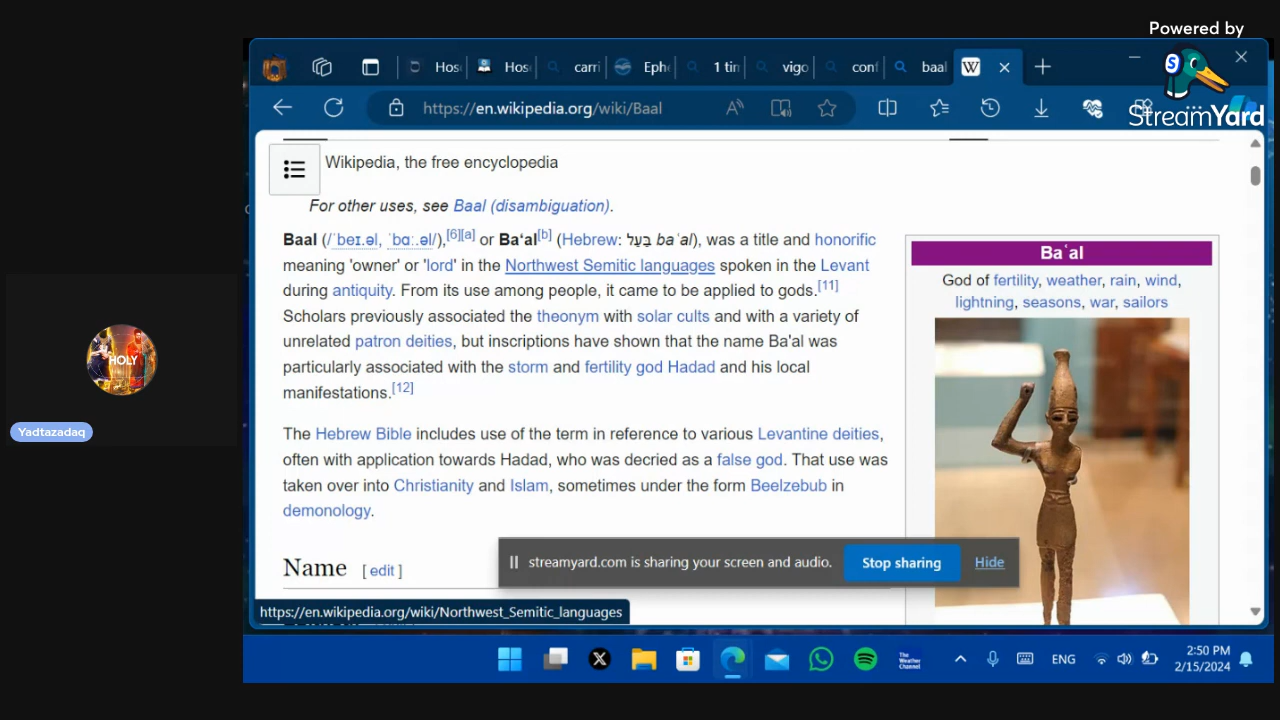 Powered by
StreamYard
Hos
Hos
carri
Eph
1 tin
vigo
conf
baal
W
https://en.wikipedia.org/wiki/Baal
Wikipedia, the free encyclopedia
For other uses, see Baal (disambiguation).
Baal (/ˈbeɪ.əl, ˈbɑː.əl/),[6][a] or Baʻal[b] (Hebrew: בַּעַל baʿal), was a title and honorific
meaning 'owner' or 'lord' in the Northwest Semitic languages spoken in the Levant
during antiquity. From its use among people, it came to be applied to gods.[11]
Scholars previously associated the theonym with solar cults and with a variety of
unrelated patron deities, but inscriptions have shown that the name Ba'al was
particularly associated with the storm and fertility god Hadad and his local
manifestations.[12]
The Hebrew Bible includes use of the term in reference to various Levantine deities,
often with application towards Hadad, who was decried as a false god. That use was
taken over into Christianity and Islam, sometimes under the form Beelzebub in
demonology.
Name [ edit ]
Baʿal
God of fertility, weather, rain, wind,
lightning, seasons, war, sailors
streamyard.com is sharing your screen and audio.
Stop sharing
Hide
https://en.wikipedia.org/wiki/Northwest_Semitic_languages
HOLY
Yadtazadaq
The
Weather
Channel
ENG
2:50 PM
2/15/2024